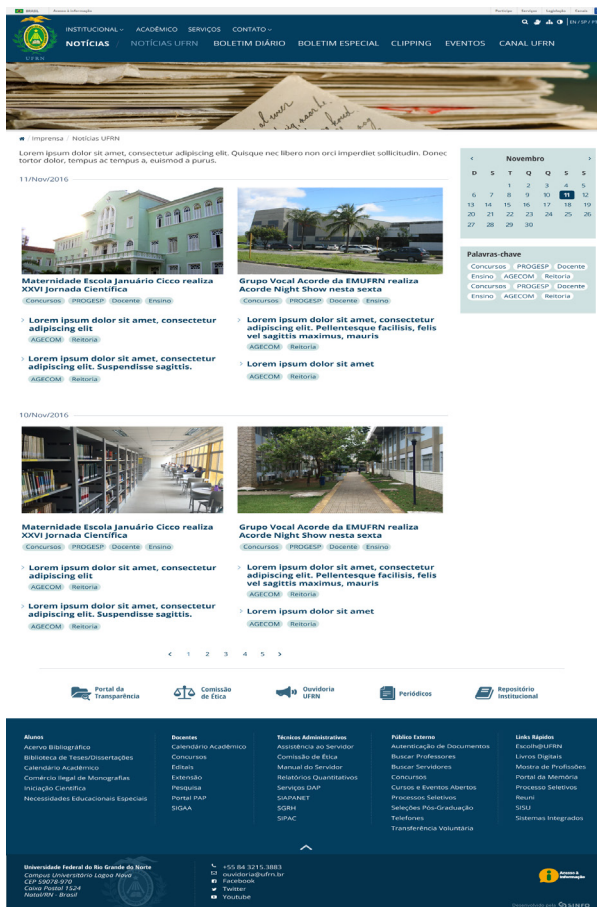 BRASIL Acesso à informação Participe Serviços Legislação Canais
INSTITUCIONAL ACADÊMICO SERVIÇOS CONTATO EN / SP / FR
NOTÍCIAS / NOTÍCIAS UFRN BOLETIM DIÁRIO BOLETIM ESPECIAL CLIPPING EVENTOS CANAL UFRN
UFRN
/ Imprensa / Notícias UFRN
Lorem ipsum dolor sit amet, consectetur adipiscing elit. Quisque nec libero non orci imperdiet sollicitudin. Donec
tortor dolor, tempus ac tempus a, euismod a purus.
11/Nov/2016
Maternidade Escola Januário Cicco realiza
XXVI Jornada Científica
Concursos PROGESP Docente Ensino
Lorem ipsum dolor sit amet, consectetur
adipiscing elit
AGECOM Reitoria
Lorem ipsum dolor sit amet, consectetur
adipiscing elit. Suspendisse sagittis.
AGECOM Reitoria
Grupo Vocal Acorde da EMUFRN realiza
Acorde Night Show nesta sexta
Concursos PROGESP Docente Ensino
Lorem ipsum dolor sit amet, consectetur
adipiscing elit. Pellentesque facilisis, felis
vel sagittis maximus, mauris
AGECOM Reitoria
Lorem ipsum dolor sit amet
AGECOM Reitoria
10/Nov/2016
Maternidade Escola Januário Cicco realiza
XXVI Jornada Científica
Concursos PROGESP Docente Ensino
Lorem ipsum dolor sit amet, consectetur
adipiscing elit
AGECOM Reitoria
Lorem ipsum dolor sit amet, consectetur
adipiscing elit. Suspendisse sagittis.
AGECOM Reitoria
Grupo Vocal Acorde da EMUFRN realiza
Acorde Night Show nesta sexta
Concursos PROGESP Docente Ensino
Lorem ipsum dolor sit amet, consectetur
adipiscing elit. Pellentesque facilisis, felis
vel sagittis maximus, mauris
AGECOM Reitoria
Lorem ipsum dolor sit amet
AGECOM Reitoria
< 1 2 3 4 5 >
< Novembro >
D S T Q Q S S
1 2 3 4 5
6 7 8 9 10 11 12
13 14 15 16 17 18 19
20 21 22 23 24 25 26
27 28 29 30
Palavras-chave
Concursos PROGESP Docente
Ensino AGECOM Reitoria
Concursos PROGESP Docente
Ensino AGECOM Reitoria
Portal da
Transparência
Comissão
de Ética
Ouvidoria
UFRN
Periódicos
Repositório
Institucional
Alunos
Acervo Bibliográfico
Biblioteca de Teses/Dissertações
Calendário Acadêmico
Comércio Ilegal de Monografias
Iniciação Científica
Necessidades Educacionais Especiais
Docentes
Calendário Acadêmico
Concursos
Editais
Extensão
Pesquisa
Portal PAP
SIGAA
Técnicos Administrativos
Assistência ao Servidor
Comissão de Ética
Manual do Servidor
Relatórios Quantitativos
Serviços DAP
SIAPANET
SGRH
SIPAC
Público Externo
Autenticação de Documentos
Buscar Professores
Buscar Servidores
Concursos
Cursos e Eventos Abertos
Processos Seletivos
Seleções Pós-Graduação
Telefones
Transferência Voluntária
Links Rápidos
Escolh@UFRN
Livros Digitais
Mostra de Profissões
Portal da Memória
Processo Seletivos
Reuni
SISU
Sistemas Integrados
Universidade Federal do Rio Grande do Norte
Campus Universitário Lagoa Nova
CEP 59078-970
Caixa Postal 1524
Natal/RN - Brasil
+55 84 3215.3883
ouvidoria@ufrn.br
Facebook
Twitter
Youtube
Acesso à
Informação
Desenvolvido pela SINFO